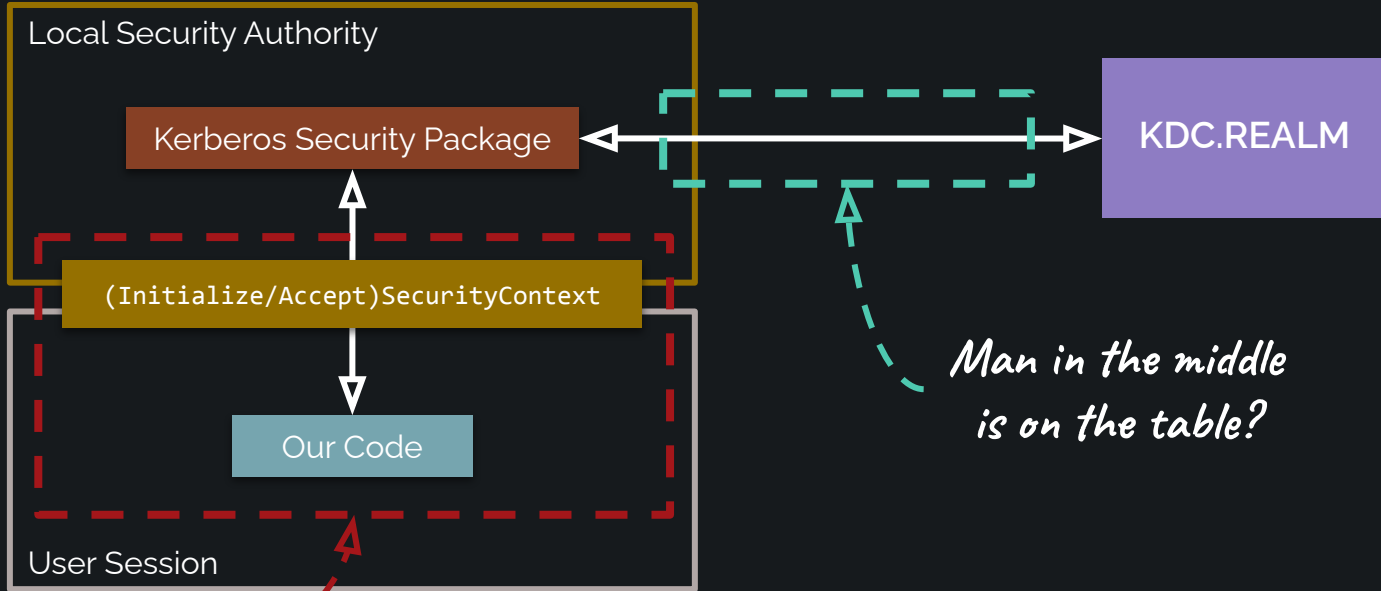 Local Security Authority
Kerberos Security Package
KDC.REALM
(Initialize/Accept)SecurityContext
Man in the middle
is on the table?
Our Code
User Session